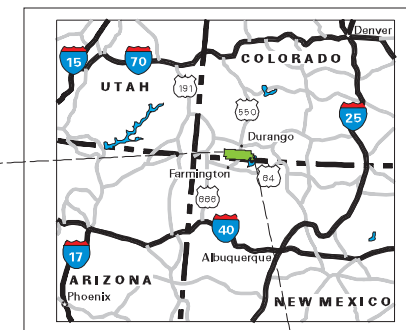 Denver
15
70
COLORADO
UTAH
191
550
25
Durango
Farmington
84
666
40
17
Albuquerque
ARIZONA
Phoenix
NEW MEXICO